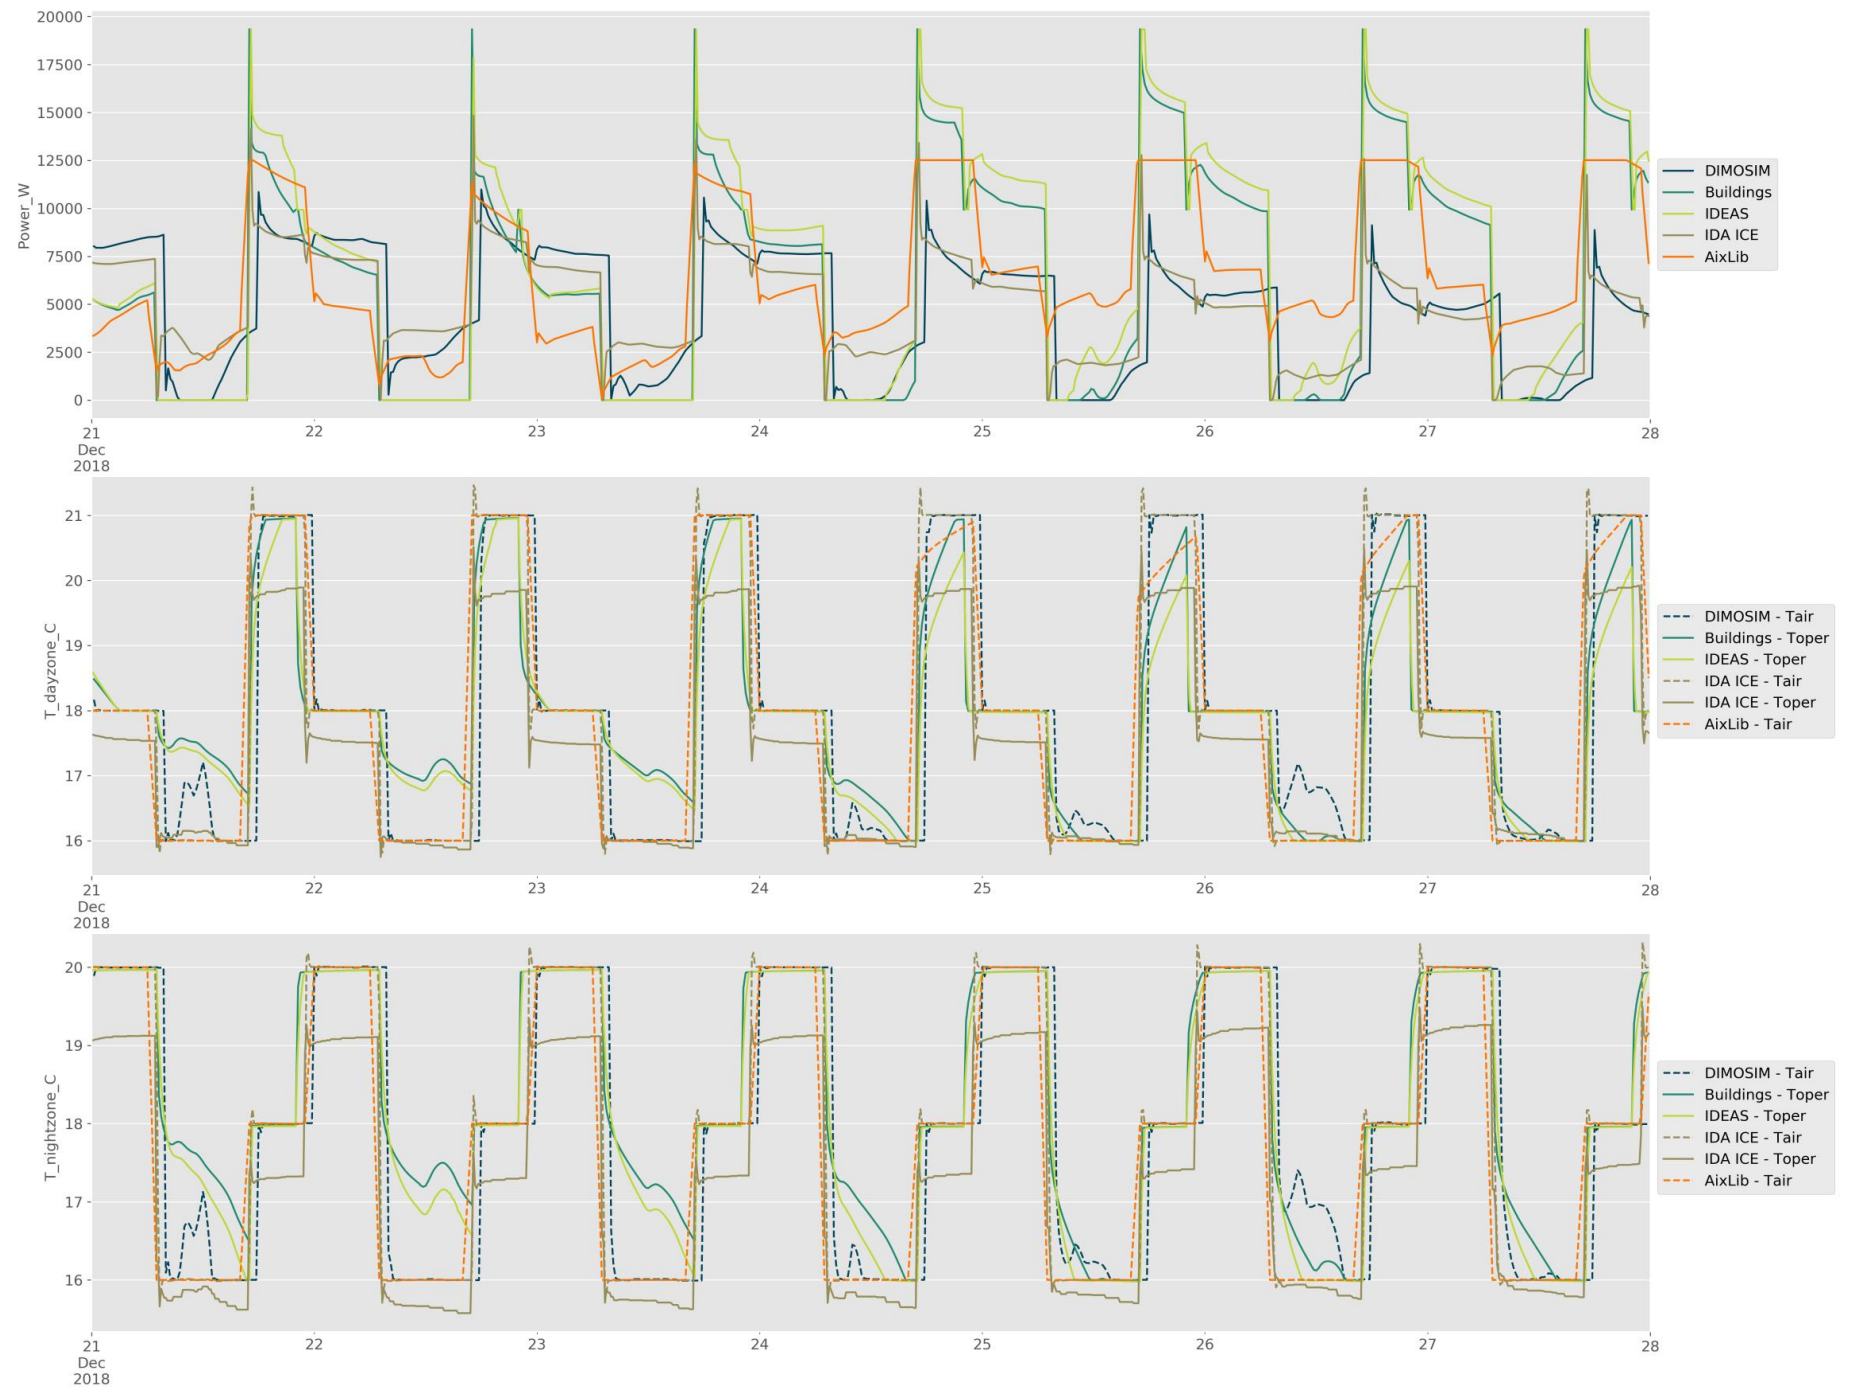 20000
17500
15000
12500
10000
7500
5000
2500
0
Power_W
21 22 23 24 25 26 27 28
Dec
2018
DIMOSIM
Buildings
IDEAS
IDA ICE
AixLib
21
20
19
18
17
16
T_dayzone_C
21 22 23 24 25 26 27 28
Dec
2018
DIMOSIM - Tair
Buildings - Toper
IDEAS - Toper
IDA ICE - Tair
IDA ICE - Toper
AixLib - Tair
20
19
18
17
16
T_nightzone_C
21 22 23 24 25 26 27 28
Dec
2018
DIMOSIM - Tair
Buildings - Toper
IDEAS - Toper
IDA ICE - Tair
IDA ICE - Toper
AixLib - Tair